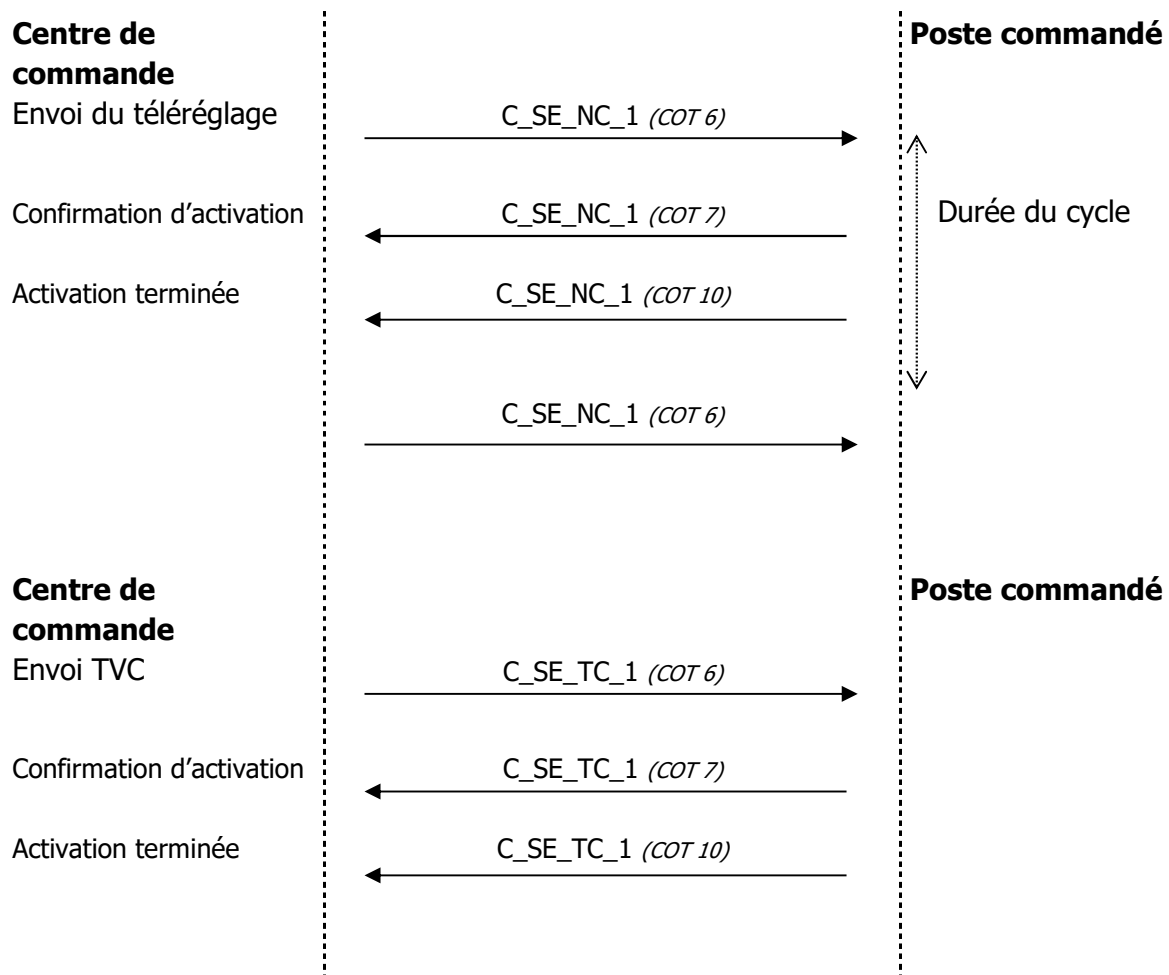 Centre de
commande
Poste commandé
Envoi du téléréglage
C_SE_NC_1 (COT 6)
Confirmation d’activation
C_SE_NC_1 (COT 7)
Durée du cycle
Activation terminée
C_SE_NC_1 (COT 10)
C_SE_NC_1 (COT 6)
Centre de
commande
Poste commandé
Envoi TVC
C_SE_TC_1 (COT 6)
Confirmation d’activation
C_SE_TC_1 (COT 7)
Activation terminée
C_SE_TC_1 (COT 10)